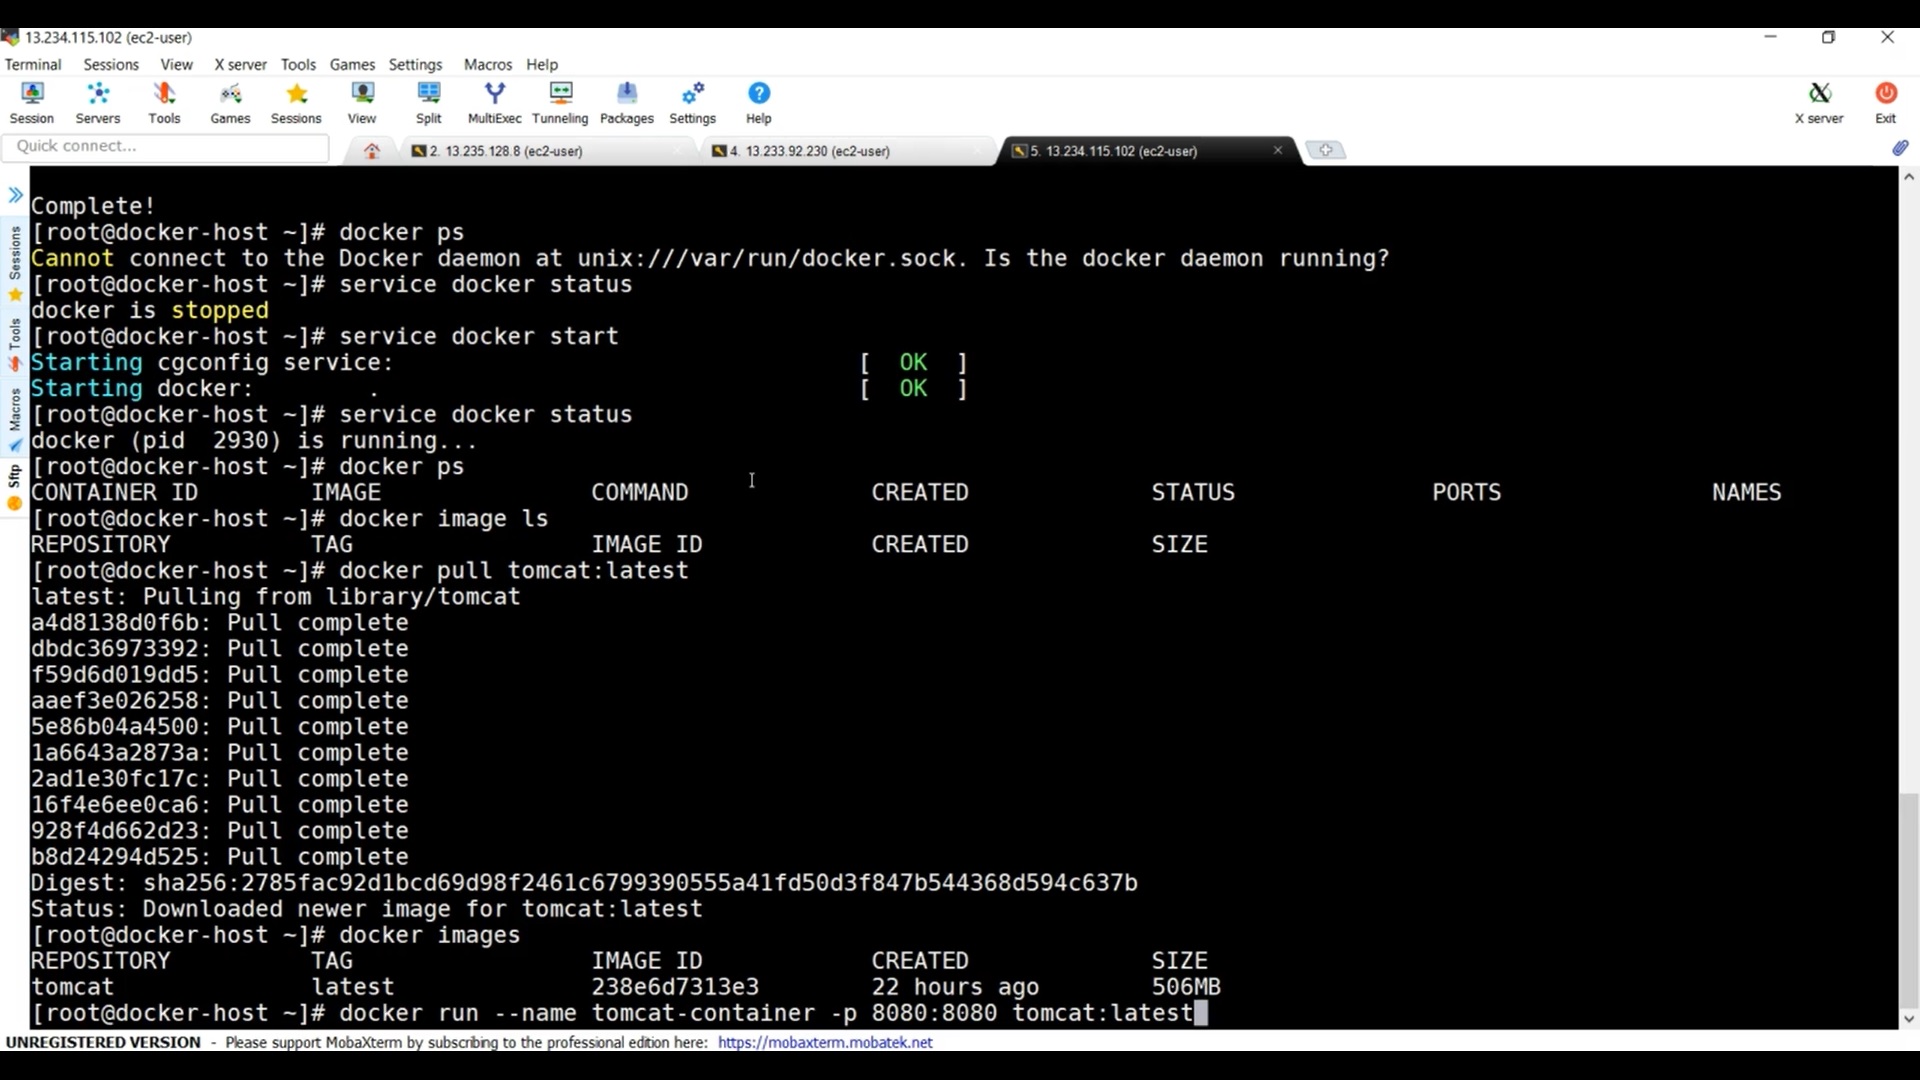 13.234.115.102 (ec2-user)
Terminal Sessions View X server Tools Games Settings Macros Help
Session Servers Tools Games Sessions View Split MultiExec Tunneling Packages Settings Help X server Exit
Quick connect... 2. 13.235.128.8 (ec2-user) 4. 13.233.92.230 (ec2-user) 5. 13.234.115.102 (ec2-user)
Sessions
Tools
Macros
Sftp
Complete!
[root@docker-host ~]# docker ps
Cannot connect to the Docker daemon at unix:///var/run/docker.sock. Is the docker daemon running?
[root@docker-host ~]# service docker status
docker is stopped
[root@docker-host ~]# service docker start
Starting cgconfig service: [ OK ]
Starting docker: . [ OK ]
[root@docker-host ~]# service docker status
docker (pid 2930) is running...
[root@docker-host ~]# docker ps
CONTAINER ID IMAGE COMMAND CREATED STATUS PORTS NAMES
[root@docker-host ~]# docker image ls
REPOSITORY TAG IMAGE ID CREATED SIZE
[root@docker-host ~]# docker pull tomcat:latest
latest: Pulling from library/tomcat
a4d8138d0f6b: Pull complete
dbdc36973392: Pull complete
f59d6d019dd5: Pull complete
aaef3e026258: Pull complete
5e86b04a4500: Pull complete
1a6643a2873a: Pull complete
2ad1e30fc17c: Pull complete
16f4e6ee0ca6: Pull complete
928f4d662d23: Pull complete
b8d24294d525: Pull complete
Digest: sha256:2785fac92d1bcd69d98f2461c6799390555a41fd50d3f847b544368d594c637b
Status: Downloaded newer image for tomcat:latest
[root@docker-host ~]# docker images
REPOSITORY TAG IMAGE ID CREATED SIZE
tomcat latest 238e6d7313e3 22 hours ago 506MB
[root@docker-host ~]# docker run --name tomcat-container -p 8080:8080 tomcat:latest
UNREGISTERED VERSION - Please support MobaXterm by subscribing to the professional edition here: https://mobaxterm.mobatek.net